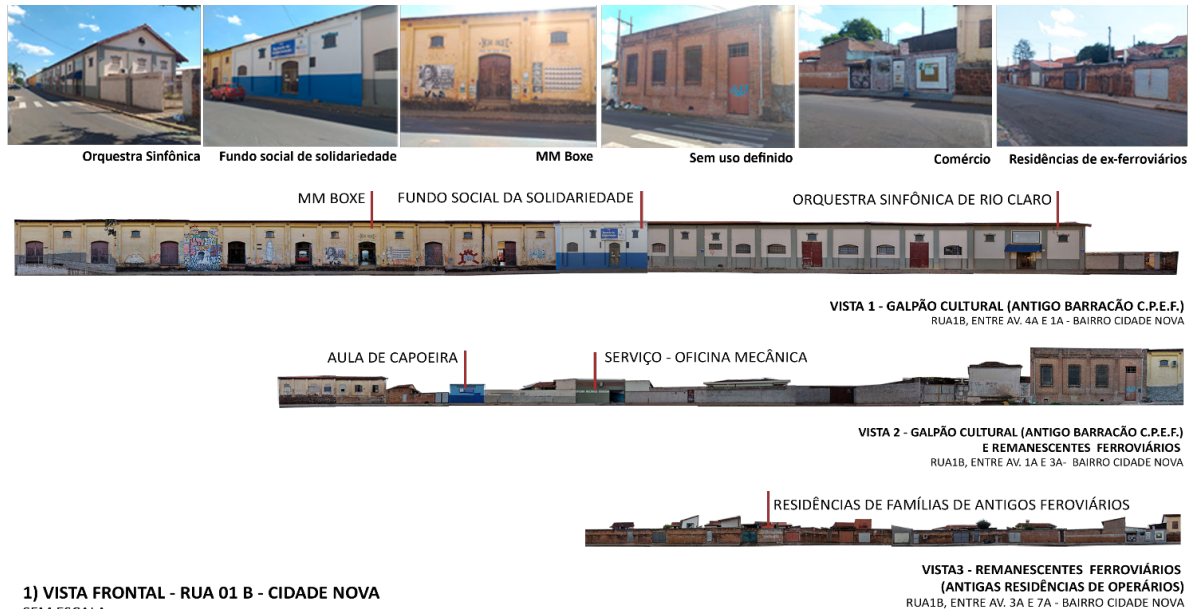 Orquestra Sinfônica
Fundo social de solidariedade
MM Boxe
Sem uso definido
Comércio
Residências de ex-ferroviários
MM BOXE
FUNDO SOCIAL DA SOLIDARIEDADE
ORQUESTRA SINFÔNICA DE RIO CLARO
VISTA 1 - GALPÃO CULTURAL (ANTIGO BARRACÃO C.P.E.F.)
RUA1B, ENTRE AV. 4A E 1A - BAIRRO CIDADE NOVA
AULA DE CAPOEIRA
SERVIÇO - OFICINA MECÂNICA
VISTA 2 - GALPÃO CULTURAL (ANTIGO BARRACÃO C.P.E.F.)
E REMANESCENTES FERROVIÁRIOS
RUA1B, ENTRE AV. 1A E 3A- BAIRRO CIDADE NOVA
RESIDÊNCIAS DE FAMÍLIAS DE ANTIGOS FEROVIÁRIOS
VISTA3 - REMANESCENTES FERROVIÁRIOS
(ANTIGAS RESIDÊNCIAS DE OPERÁRIOS)
RUA1B, ENTRE AV. 3A E 7A - BAIRRO CIDADE NOVA
1) VISTA FRONTAL - RUA 01 B - CIDADE NOVA
SEM ESCALA